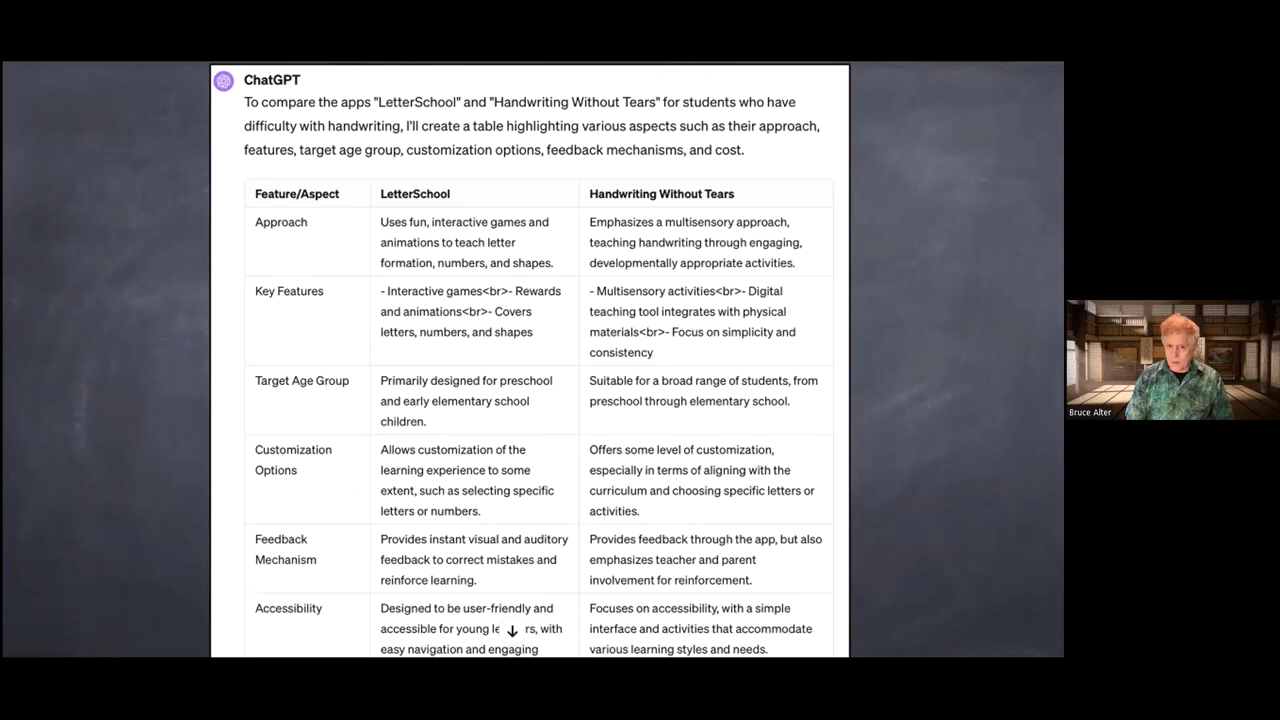 ChatGPT
To compare the apps "LetterSchool" and "Handwriting Without Tears" for students who have
difficulty with handwriting, I'll create a table highlighting various aspects such as their approach,
features, target age group, customization options, feedback mechanisms, and cost.
Feature/Aspect LetterSchool Handwriting Without Tears
Approach Uses fun, interactive games and Emphasizes a multisensory approach,
animations to teach letter teaching handwriting through engaging,
formation, numbers, and shapes. developmentally appropriate activities.
Key Features - Interactive games<br>- Rewards - Multisensory activities<br>- Digital
and animations<br>- Covers teaching tool integrates with physical
letters, numbers, and shapes materials<br>- Focus on simplicity and
consistency
Target Age Group Primarily designed for preschool Suitable for a broad range of students, from
and early elementary school preschool through elementary school.
children.
Customization Allows customization of the Offers some level of customization,
Options learning experience to some especially in terms of aligning with the
extent, such as selecting specific curriculum and choosing specific letters or
letters or numbers. activities.
Feedback Provides instant visual and auditory Provides feedback through the app, but also
Mechanism feedback to correct mistakes and emphasizes teacher and parent
reinforce learning. involvement for reinforcement.
Accessibility Designed to be user-friendly and Focuses on accessibility, with a simple
accessible for young le rs, with interface and activities that accommodate
easy navigation and engaging various learning styles and needs.
Bruce Alter